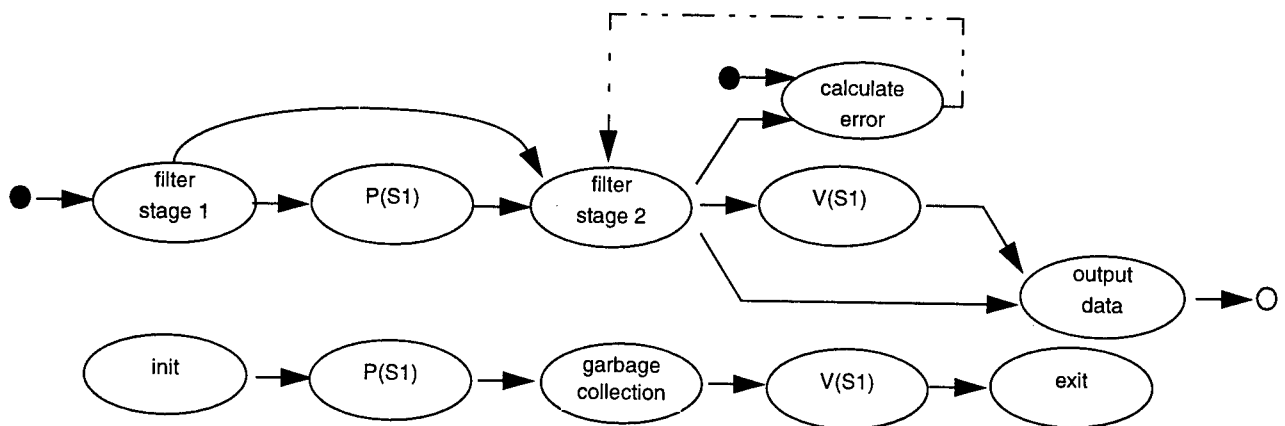 calculate
error
filter
stage 1
P(S1)
filter
stage 2
V(S1)
output
data
init
P(S1)
garbage
collection
V(S1)
exit